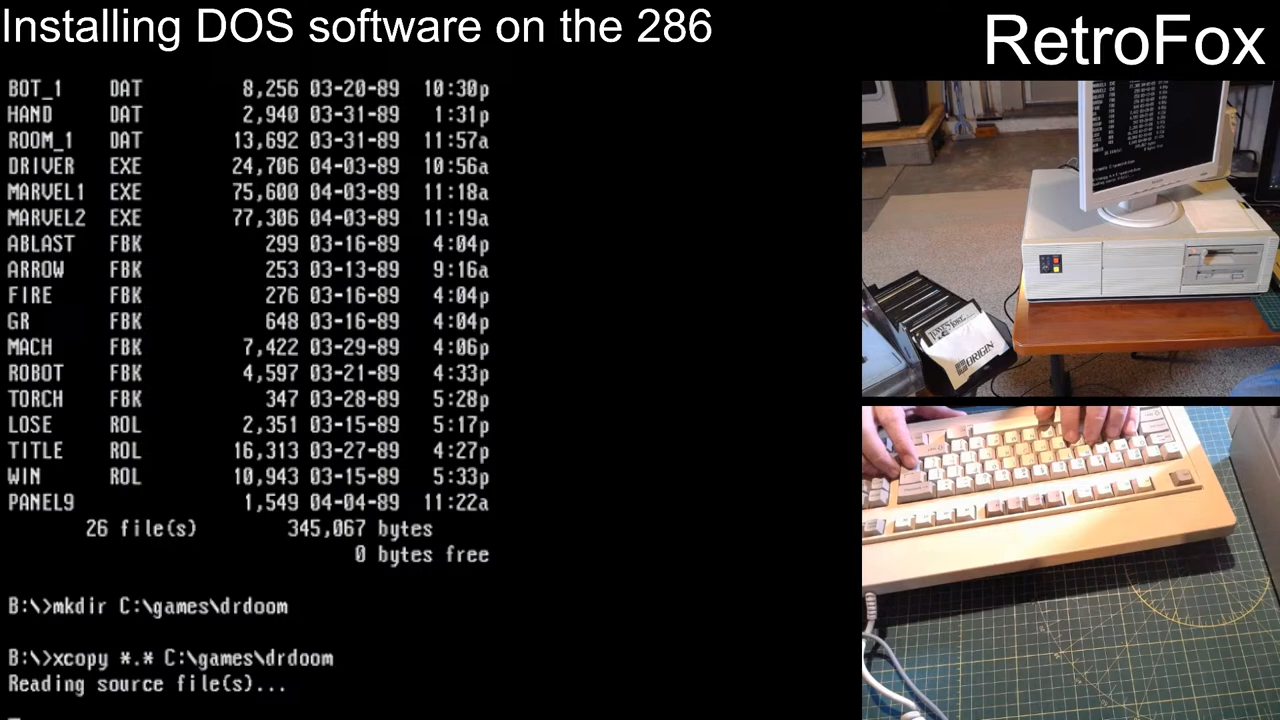 Installing DOS software on the 286
RetroFox
BOT_1 DAT 8,256 03-20-89 10:30p
HAND DAT 2,940 03-31-89 1:31p
ROOM_1 DAT 13,692 03-31-89 11:57a
DRIVER EXE 24,706 04-03-89 10:56a
MARVEL1 EXE 75,600 04-03-89 11:18a
MARVEL2 EXE 77,306 04-03-89 11:19a
ABLAST FBK 299 03-16-89 4:04p
ARROW FBK 253 03-13-89 9:16a
FIRE FBK 276 03-16-89 4:04p
GR FBK 648 03-16-89 4:04p
MACH FBK 7,422 03-29-89 4:06p
ROBOT FBK 4,597 03-21-89 4:33p
TORCH FBK 347 03-28-89 5:28p
LOSE ROL 2,351 03-15-89 5:17p
TITLE ROL 16,313 03-27-89 4:27p
WIN ROL 10,943 03-15-89 5:33p
PANEL9 1,549 04-04-89 11:22a
26 file(s) 345,067 bytes
0 bytes free
B:\>mkdir C:\games\drdoom
B:\>xcopy *.* C:\games\drdoom
Reading source file(s)...
ORIGIN